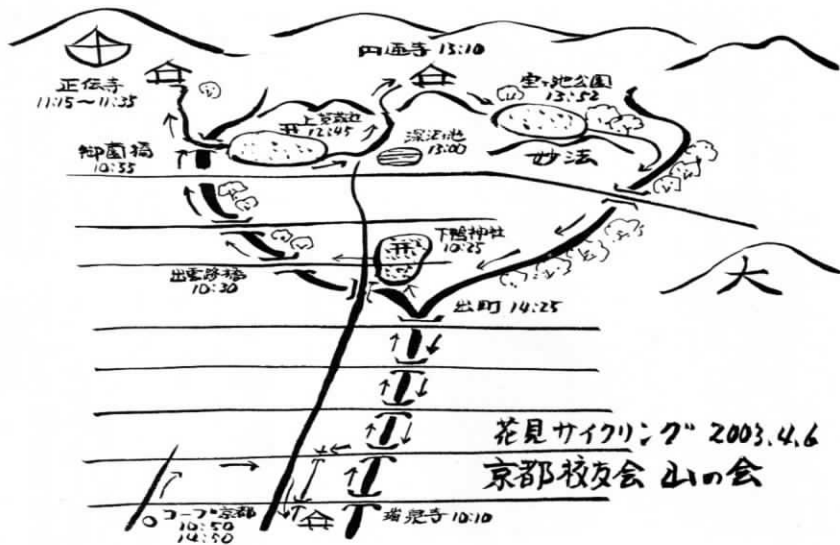 円通寺 13:10
正伝寺
11:15～11:35
宝ヶ池公園
13:52
上賀茂社
12:45
深泥池
13:00
妙法
御薗橋
10:55
下鴨神社
10:25
出雲路橋
10:30
大
出町 14:25
花見サイクリング 2003.4.6
京都校友会 山の会
コープ京都
10:50
14:50
瑞泉寺 10:10